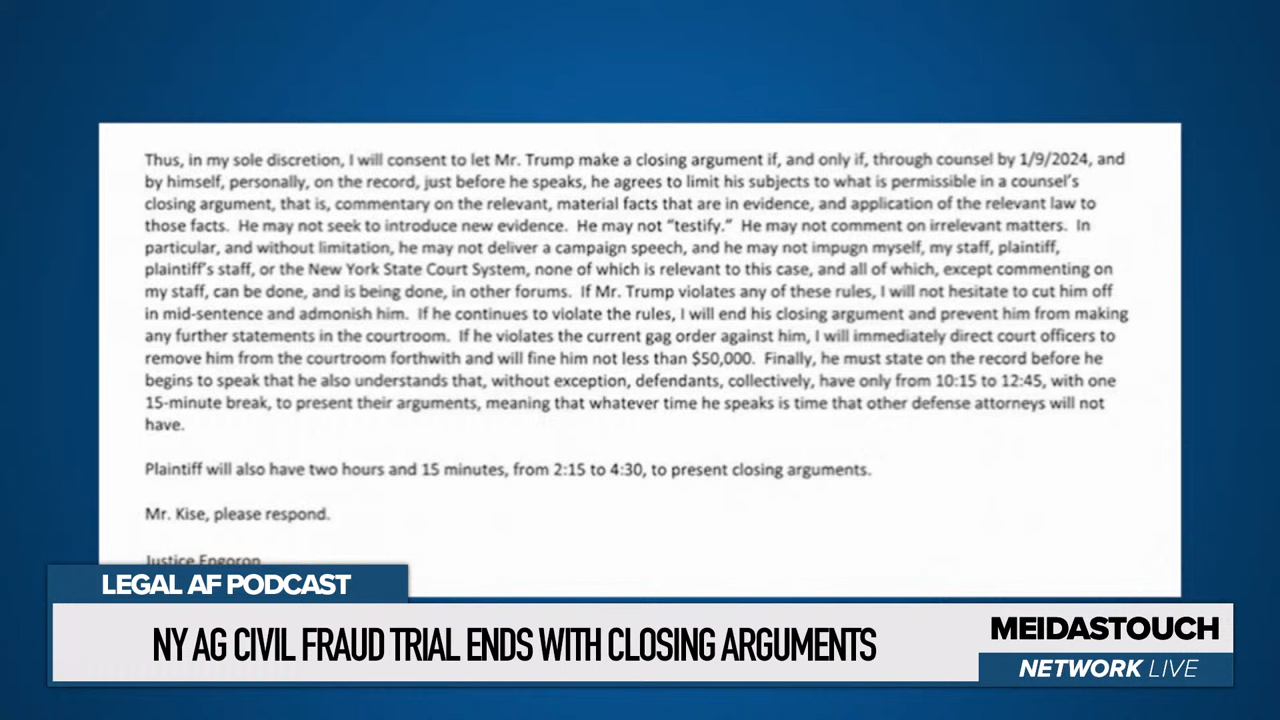 Thus, in my sole discretion, I will consent to let Mr. Trump make a closing argument if, and only if, through counsel by 1/9/2024, and
by himself, personally, on the record, just before he speaks, he agrees to limit his subjects to what is permissible in a counsel's
closing argument, that is, commentary on the relevant, material facts that are in evidence, and application of the relevant law to
those facts.  He may not seek to introduce new evidence.  He may not “testify.”  He may not comment on irrelevant matters.  In
particular, and without limitation, he may not deliver a campaign speech, and he may not impugn myself, my staff, plaintiff,
plaintiff's staff, or the New York State Court System, none of which is relevant to this case, and all of which, except commenting on
my staff, can be done, and is being done, in other forums.  If Mr. Trump violates any of these rules, I will not hesitate to cut him off
in mid-sentence and admonish him.  If he continues to violate the rules, I will end his closing argument and prevent him from making
any further statements in the courtroom.  If he violates the current gag order against him, I will immediately direct court officers to
remove him from the courtroom forthwith and will fine him not less than $50,000.  Finally, he must state on the record before he
begins to speak that he also understands that, without exception, defendants, collectively, have only from 10:15 to 12:45, with one
15-minute break, to present their arguments, meaning that whatever time he speaks is time that other defense attorneys will not
have.
Plaintiff will also have two hours and 15 minutes, from 2:15 to 4:30, to present closing arguments.
Mr. Kise, please respond.
Justice Engoron
LEGAL AF PODCAST
NY AG CIVIL FRAUD TRIAL ENDS WITH CLOSING ARGUMENTS
MEIDASTOUCH
NETWORK LIVE